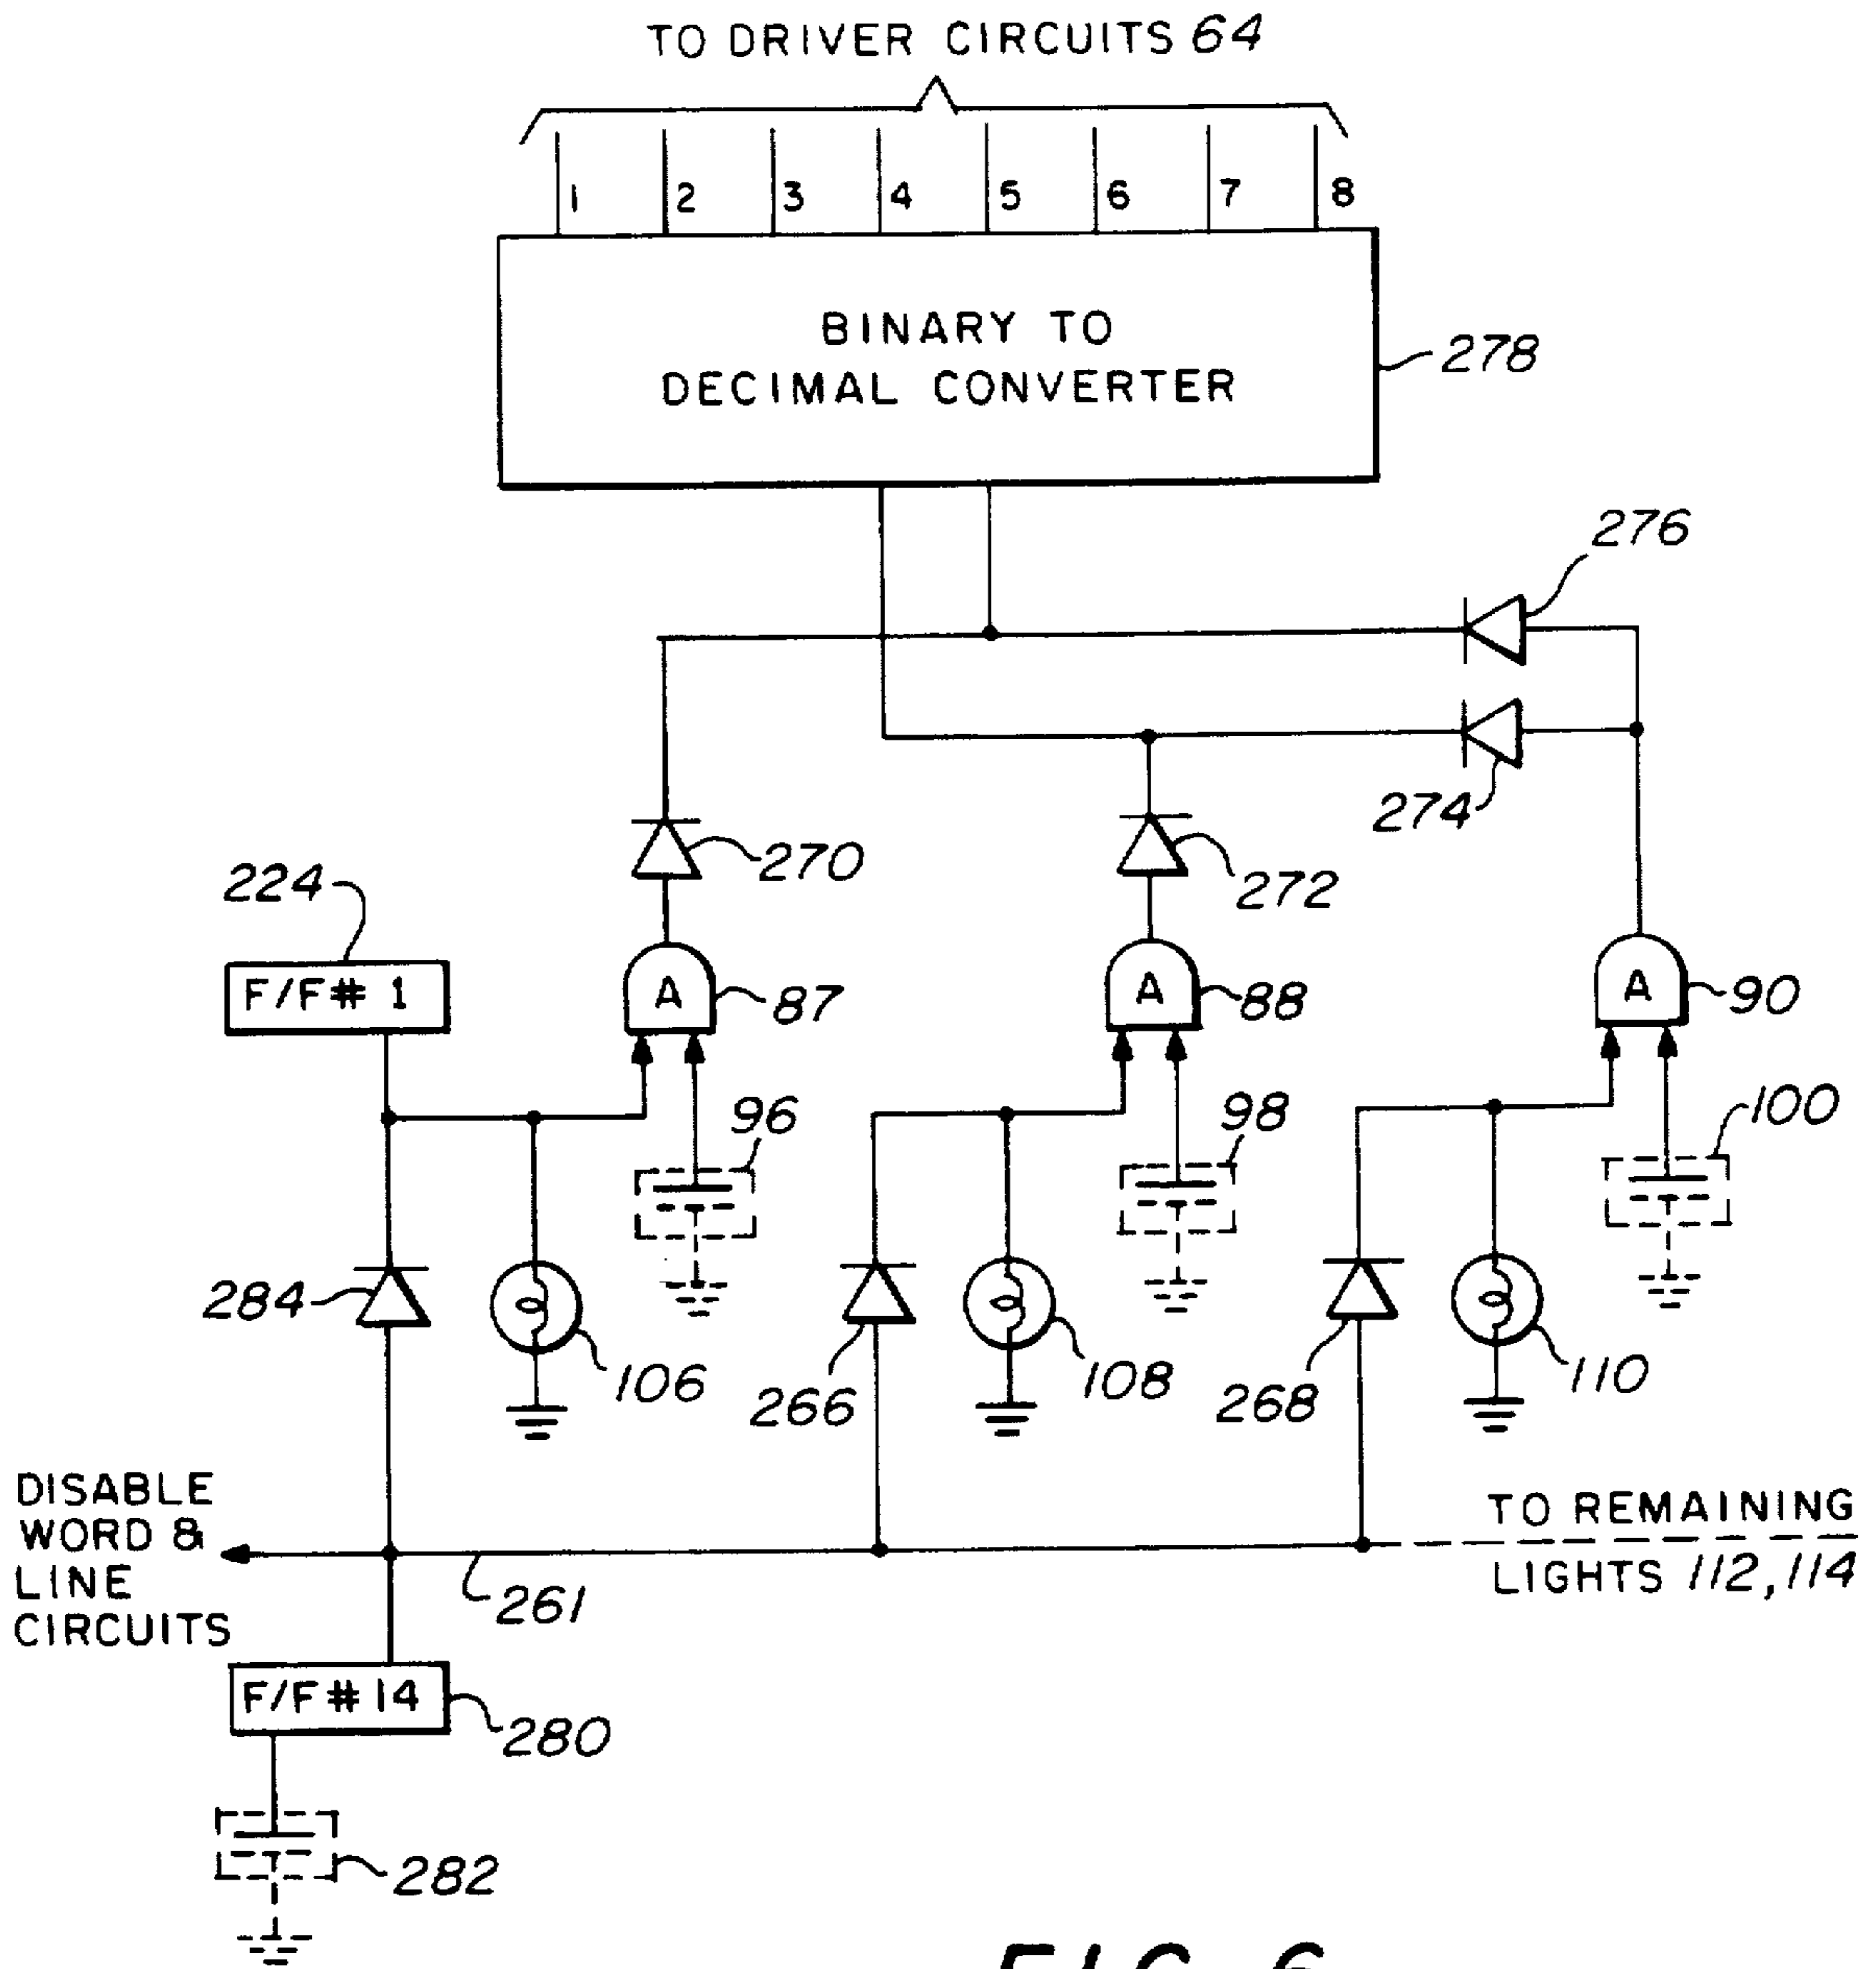 TO DRIVER CIRCUITS 64
1 2 3 4 5 6 7 8
BINARY TO
DECIMAL CONVERTER
278
276
274
270
272
224
F/F# 1
A
87
A
88
A
90
96
98
100
284
106
266
108
268
110
DISABLE
WORD &
LINE
CIRCUITS
261
TO REMAINING
LIGHTS 112, 114
F/F# 14
280
282
FIG. 6